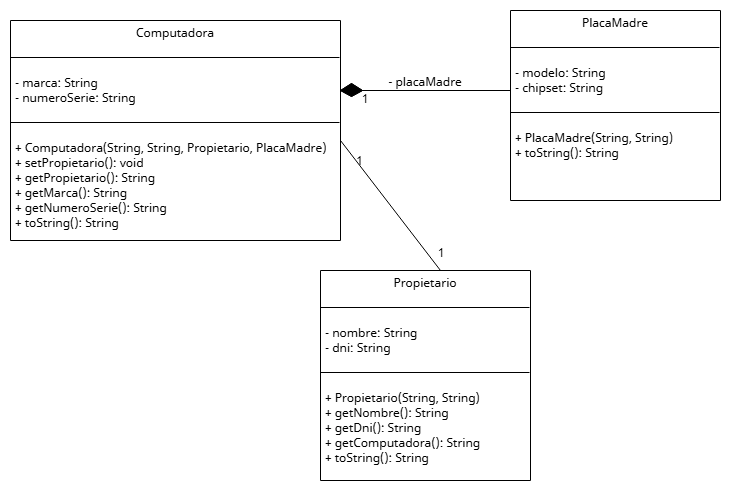 Computadora
- marca: String
- numeroSerie: String
+ Computadora(String, String, Propietario, PlacaMadre)
+ setPropietario(): void
+ getPropietario(): String
+ getMarca(): String
+ getNumeroSerie(): String
+ toString(): String
- placaMadre
1
PlacaMadre
- modelo: String
- chipset: String
+ PlacaMadre(String, String)
+ toString(): String
1
1
Propietario
- nombre: String
- dni: String
+ Propietario(String, String)
+ getNombre(): String
+ getDni(): String
+ getComputadora(): String
+ toString(): String